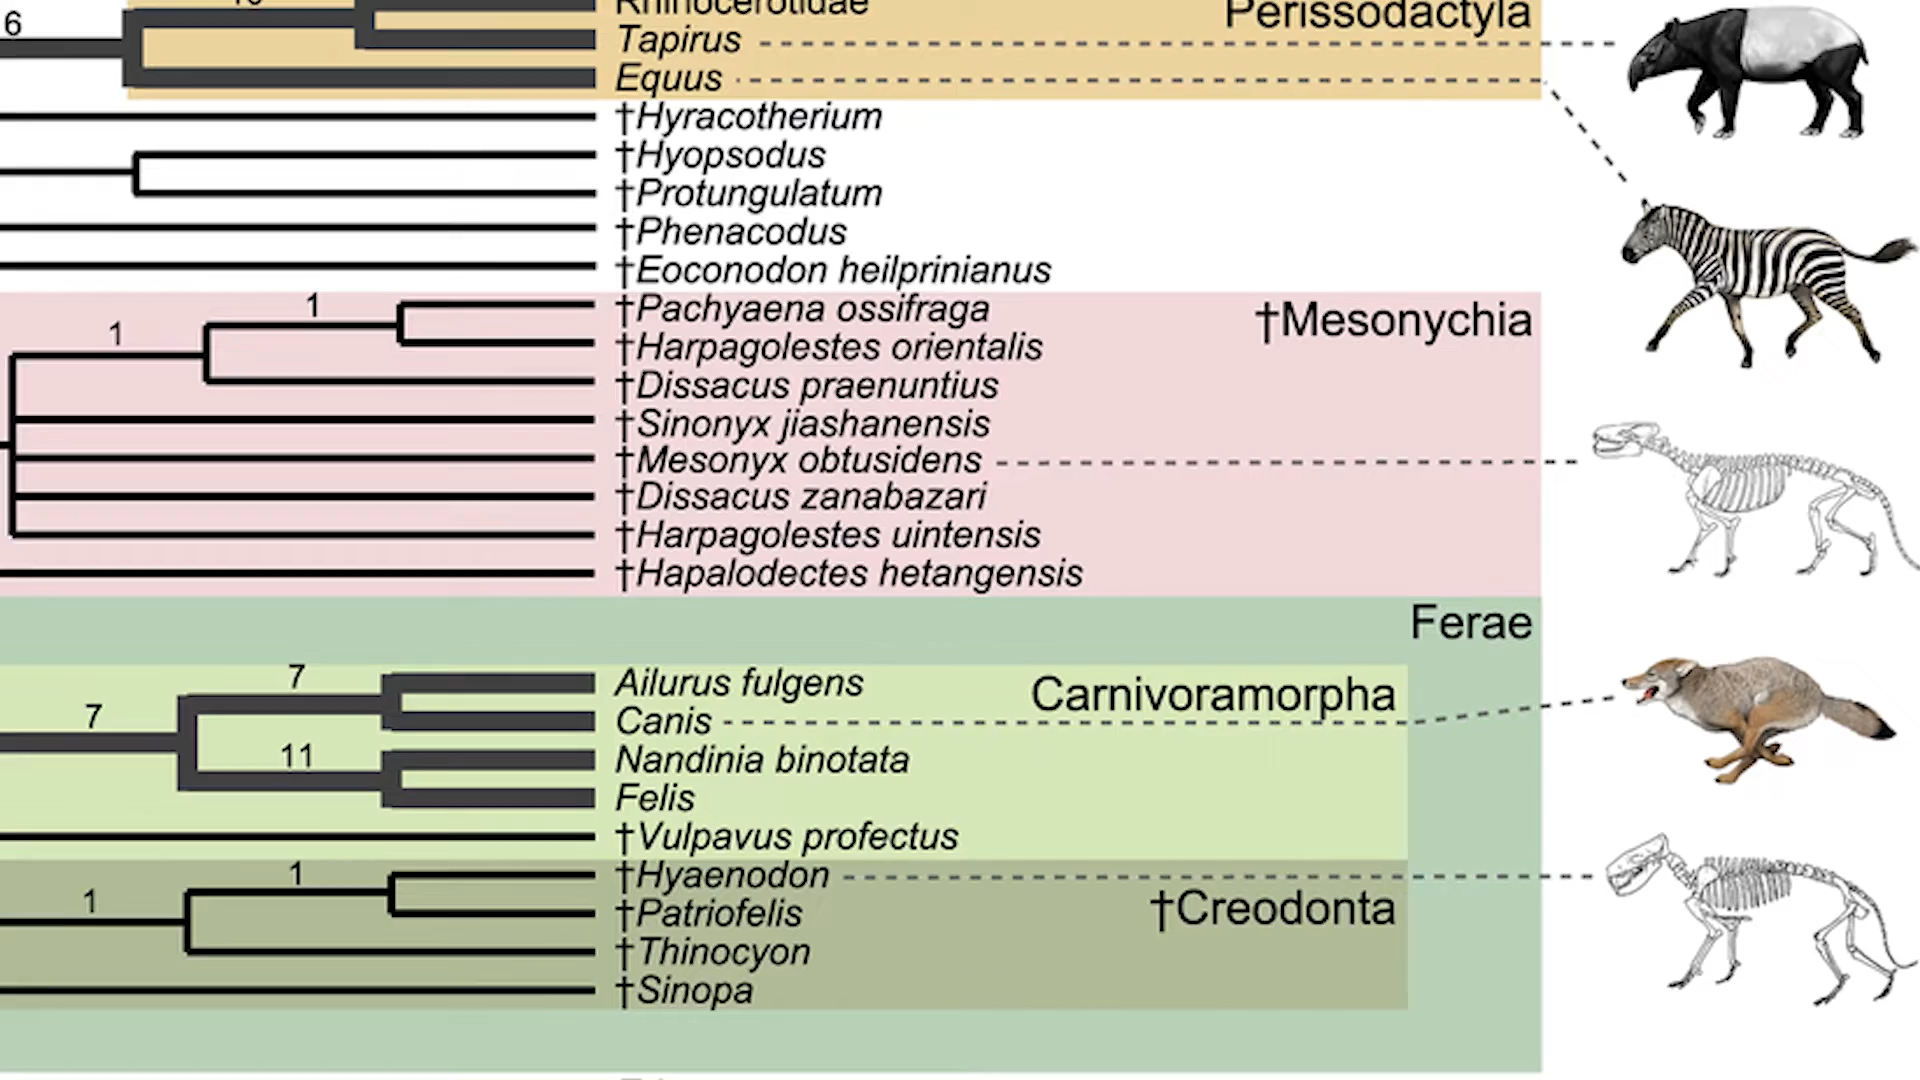 6
Rhinocerotidae
Perissodactyla
Tapirus
Equus
†Hyracotherium
†Hyopsodus
†Protungulatum
†Phenacodus
†Eoconodon heilprinianus
1
†Pachyaena ossifraga
†Mesonychia
1
†Harpagolestes orientalis
†Dissacus praenuntius
†Sinonyx jiashanensis
†Mesonyx obtusidens
†Dissacus zanabazari
†Harpagolestes uintensis
†Hapalodectes hetangensis
Ferae
7
Ailurus fulgens
Carnivoramorpha
7
Canis
11
Nandinia binotata
Felis
†Vulpavus profectus
1
†Hyaenodon
1
†Patriofelis
†Creodonta
†Thinocyon
†Sinopa